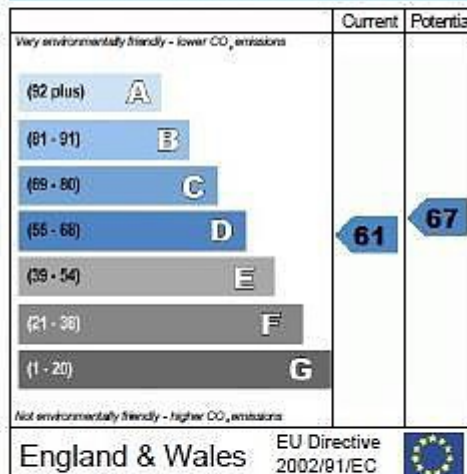 Current Potentia
Very environmentally friendly - lower CO₂ emissions
(92 plus) A
(81 - 91) B
(69 - 80) C
(55 - 68) D
61
67
(39 - 54) E
(21 - 38) F
(1 - 20) G
Not environmentally friendly - higher CO₂ emissions
England & Wales
EU Directive
2002/91/EC